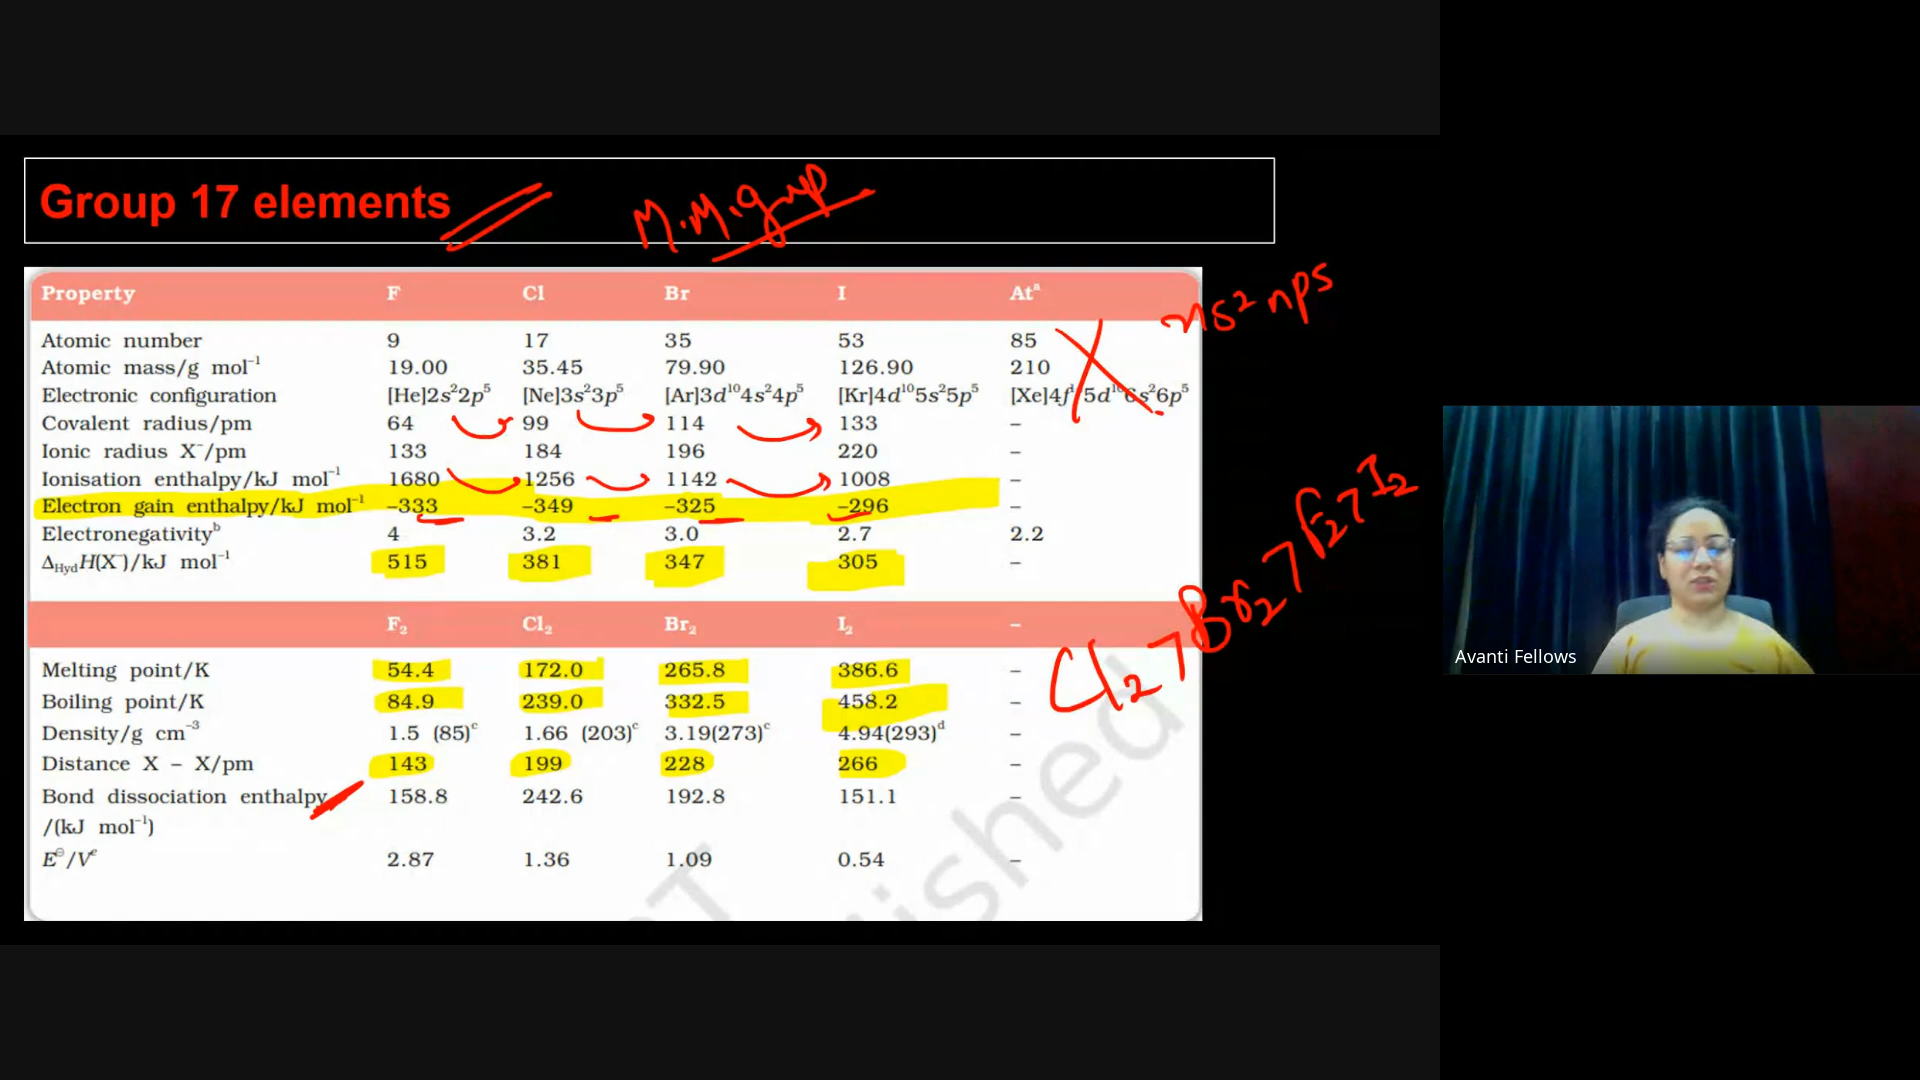 Group 17 elements
M.M.group
Property F Cl Br I Atᵃ
ns² np5
Atomic number 9 17 35 53 85
Atomic mass/g mol⁻¹ 19.00 35.45 79.90 126.90 210
Electronic configuration [He]2s²2p⁵ [Ne]3s²3p⁵ [Ar]3d¹⁰4s²4p⁵ [Kr]4d¹⁰5s²5p⁵ [Xe]4f¹⁴5d¹⁰6s²6p⁵
Covalent radius/pm 64 99 114 133 –
Ionic radius X⁻/pm 133 184 196 220 –
Ionisation enthalpy/kJ mol⁻¹ 1680 1256 1142 1008 –
Electron gain enthalpy/kJ mol⁻¹ –333 –349 –325 –296 –
Electronegativityᵇ 4 3.2 3.0 2.7 2.2
ΔHydH(X⁻)/kJ mol⁻¹ 515 381 347 305 –
Cl₂ > Br₂ > F₂ > I₂
F₂ Cl₂ Br₂ I₂ –
Melting point/K 54.4 172.0 265.8 386.6 –
Boiling point/K 84.9 239.0 332.5 458.2 –
Density/g cm⁻³ 1.5 (85)ᶜ 1.66 (203)ᶜ 3.19(273)ᶜ 4.94(293)ᵈ –
Distance X – X/pm 143 199 228 266 –
Bond dissociation enthalpy 158.8 242.6 192.8 151.1 –
/(kJ mol⁻¹)
E⊖/Vᵉ 2.87 1.36 1.09 0.54 –
Avanti Fellows